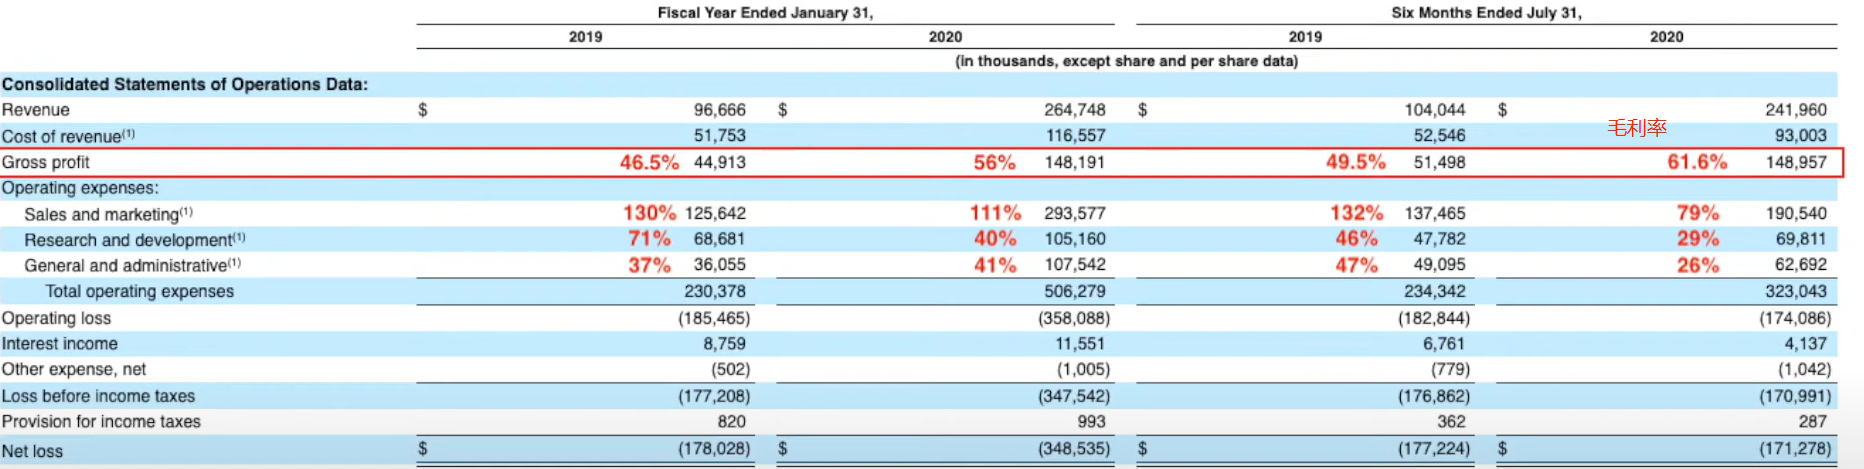 Fiscal Year Ended January 31, Six Months Ended July 31,
2019 2020 2019 2020
(in thousands, except share and per share data)
Consolidated Statements of Operations Data:
Revenue $ 96,666 $ 264,748 $ 104,044 $ 241,960
Cost of revenue(1) 51,753 116,557 52,546 毛利率 93,003
Gross profit 46.5% 44,913 56% 148,191 49.5% 51,498 61.6% 148,957
Operating expenses:
Sales and marketing(1) 130% 125,642 111% 293,577 132% 137,465 79% 190,540
Research and development(1) 71% 68,681 40% 105,160 46% 47,782 29% 69,811
General and administrative(1) 37% 36,055 41% 107,542 47% 49,095 26% 62,692
Total operating expenses 230,378 506,279 234,342 323,043
Operating loss (185,465) (358,088) (182,844) (174,086)
Interest income 8,759 11,551 6,761 4,137
Other expense, net (502) (1,005) (779) (1,042)
Loss before income taxes (177,208) (347,542) (176,862) (170,991)
Provision for income taxes 820 993 362 287
Net loss $ (178,028) $ (348,535) $ (177,224) $ (171,278)